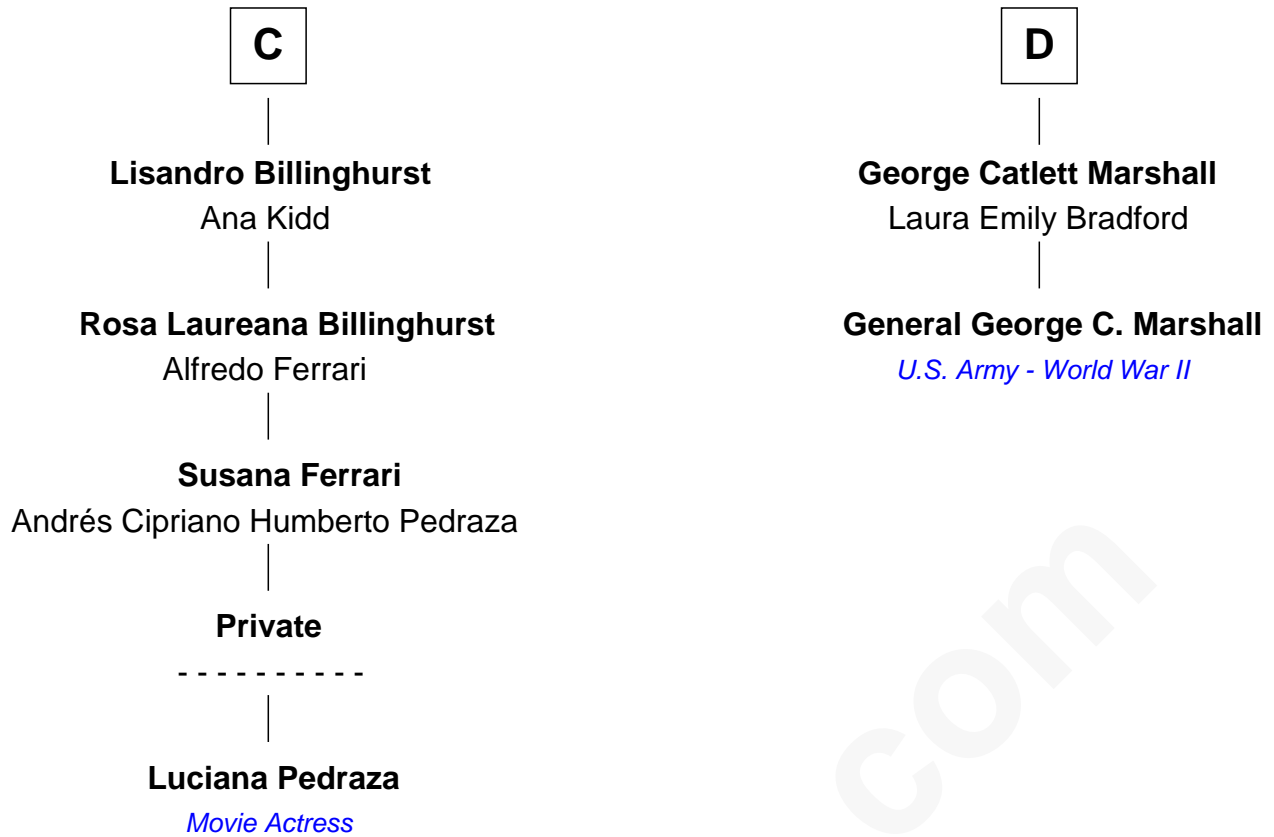 C
Lisandro Billinghurst
Ana Kidd
Rosa Laureana Billinghurst
Alfredo Ferrari
Susana Ferrari
Andrés Cipriano Humberto Pedraza
Private
- - - - - - - - - -
Luciana Pedraza
Movie Actress
D
George Catlett Marshall
Laura Emily Bradford
General George C. Marshall
U.S. Army - World War II
com